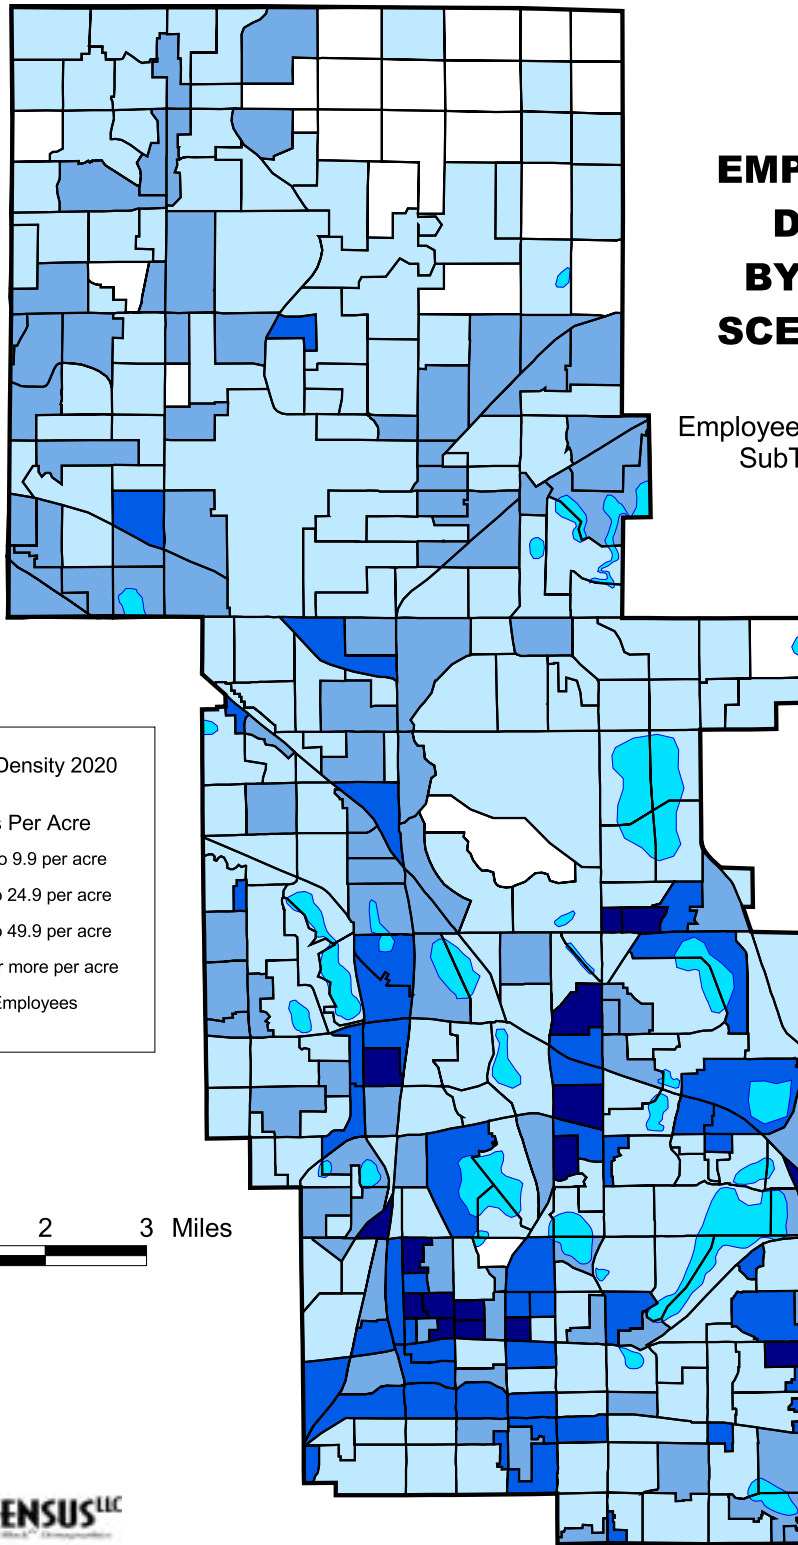 EMP
D
BY
SCE
Employee
SubT
Density 2020
s Per Acre
o 9.9 per acre
o 24.9 per acre
o 49.9 per acre
r more per acre
Employees
2 3 Miles
ENSUS LLC